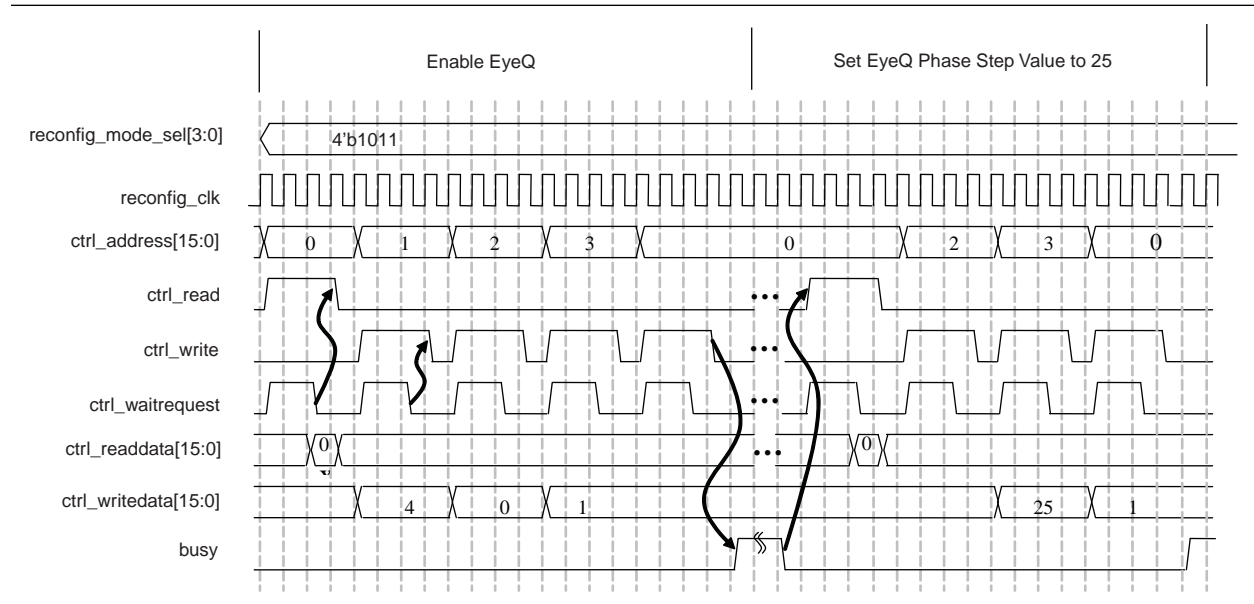 Enable EyeQ Set EyeQ Phase Step Value to 25
reconfig_mode_sel[3:0] 4'b1011
reconfig_clk
ctrl_address[15:0] 0 1 2 3 0 2 3 0
ctrl_read
ctrl_write
ctrl_waitrequest
ctrl_readdata[15:0] 0 0
ctrl_writedata[15:0] 4 0 1 25 1
busy